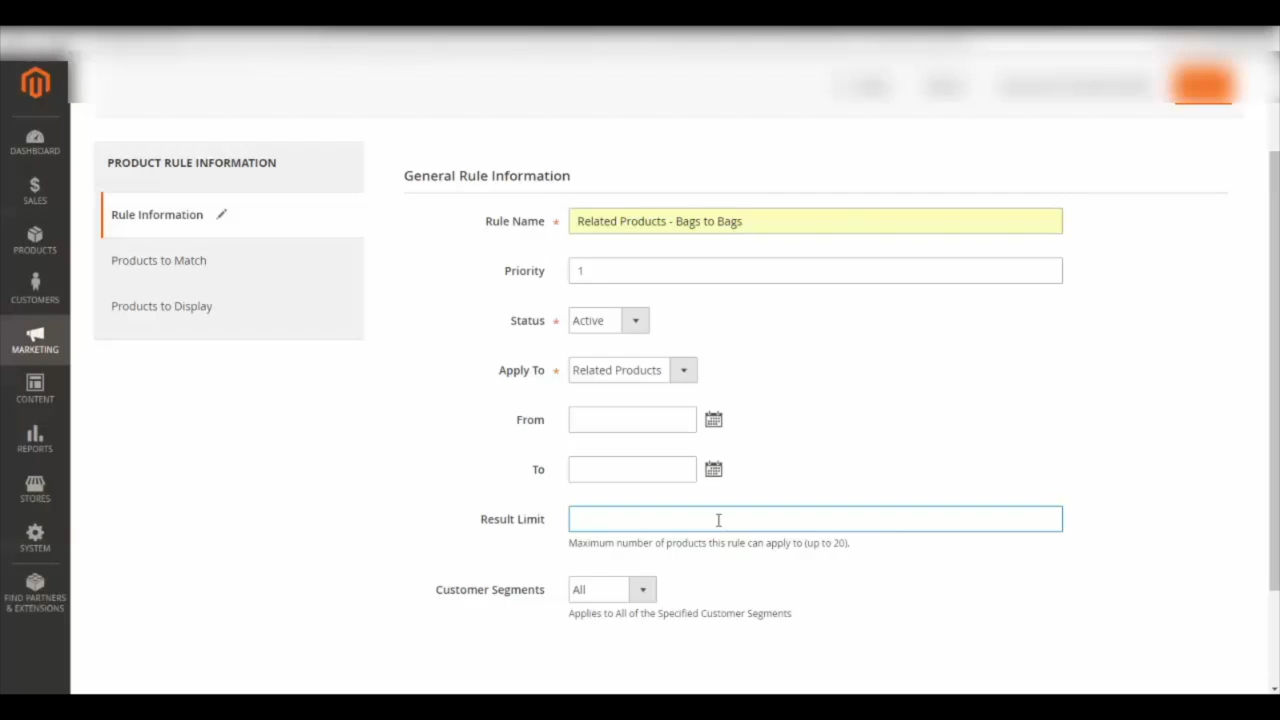 DASHBOARD
SALES
PRODUCTS
CUSTOMERS
MARKETING
CONTENT
REPORTS
STORES
SYSTEM
FIND PARTNERS
& EXTENSIONS
PRODUCT RULE INFORMATION
Rule Information
Products to Match
Products to Display
General Rule Information
Rule Name * Related Products - Bags to Bags
Priority 1
Status * Active
Apply To * Related Products
From
To
Result Limit
Maximum number of products this rule can apply to (up to 20).
Customer Segments All
Applies to All of the Specified Customer Segments